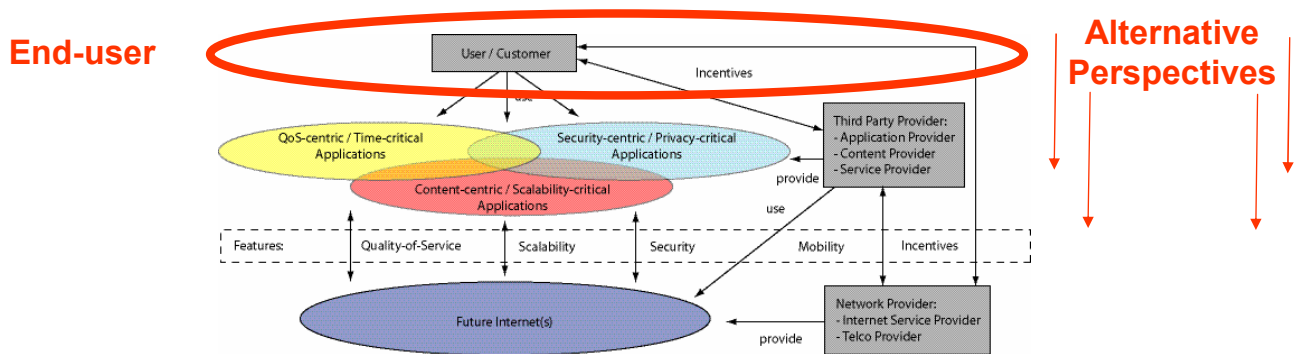 End-user
Alternative
Perspectives
User / Customer
Incentives
use
QoS-centric / Time-critical
Applications
Security-centric / Privacy-critical
Applications
Content-centric / Scalability-critical
Applications
Third Party Provider:
- Application Provider
- Content Provider
- Service Provider
provide
use
Features:
Quality-of-Service
Scalability
Security
Mobility
Incentives
Future Internet(s)
provide
Network Provider:
- Internet Service Provider
- Telco Provider